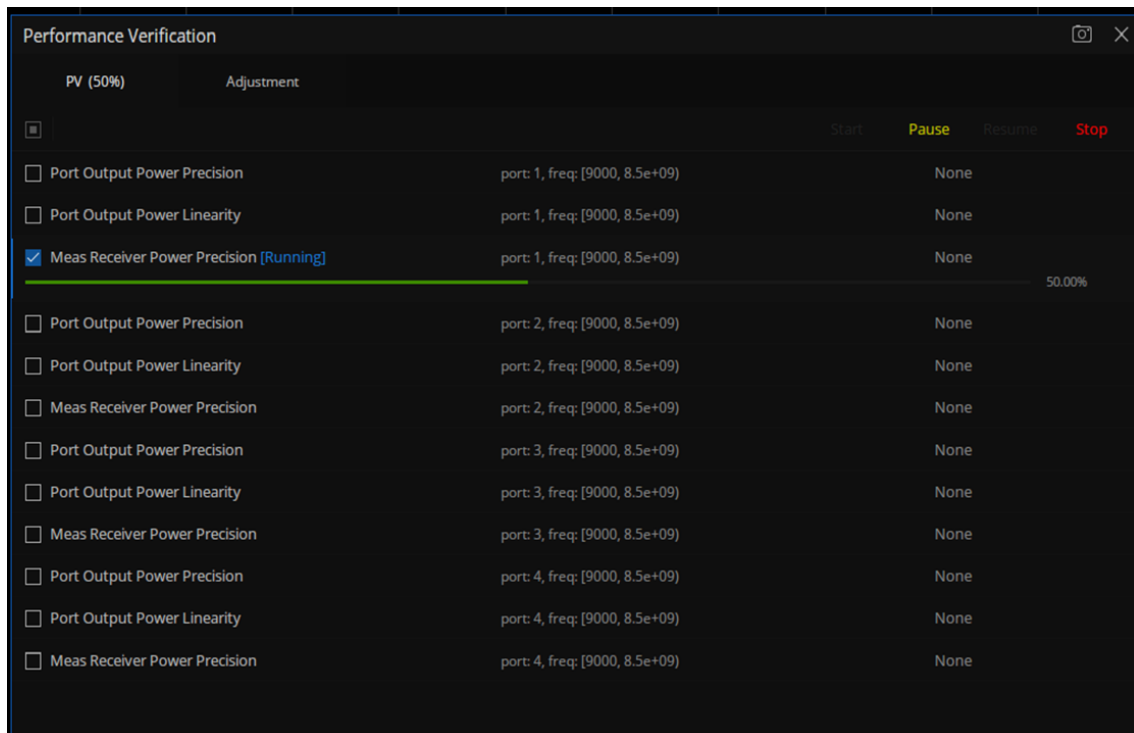 Performance Verification
PV (50%) Adjustment
Start Pause Resume Stop
Port Output Power Precision port: 1, freq: [9000, 8.5e+09) None
Port Output Power Linearity port: 1, freq: [9000, 8.5e+09) None
Meas Receiver Power Precision [Running] port: 1, freq: [9000, 8.5e+09) None
50.00%
Port Output Power Precision port: 2, freq: [9000, 8.5e+09) None
Port Output Power Linearity port: 2, freq: [9000, 8.5e+09) None
Meas Receiver Power Precision port: 2, freq: [9000, 8.5e+09) None
Port Output Power Precision port: 3, freq: [9000, 8.5e+09) None
Port Output Power Linearity port: 3, freq: [9000, 8.5e+09) None
Meas Receiver Power Precision port: 3, freq: [9000, 8.5e+09) None
Port Output Power Precision port: 4, freq: [9000, 8.5e+09) None
Port Output Power Linearity port: 4, freq: [9000, 8.5e+09) None
Meas Receiver Power Precision port: 4, freq: [9000, 8.5e+09) None